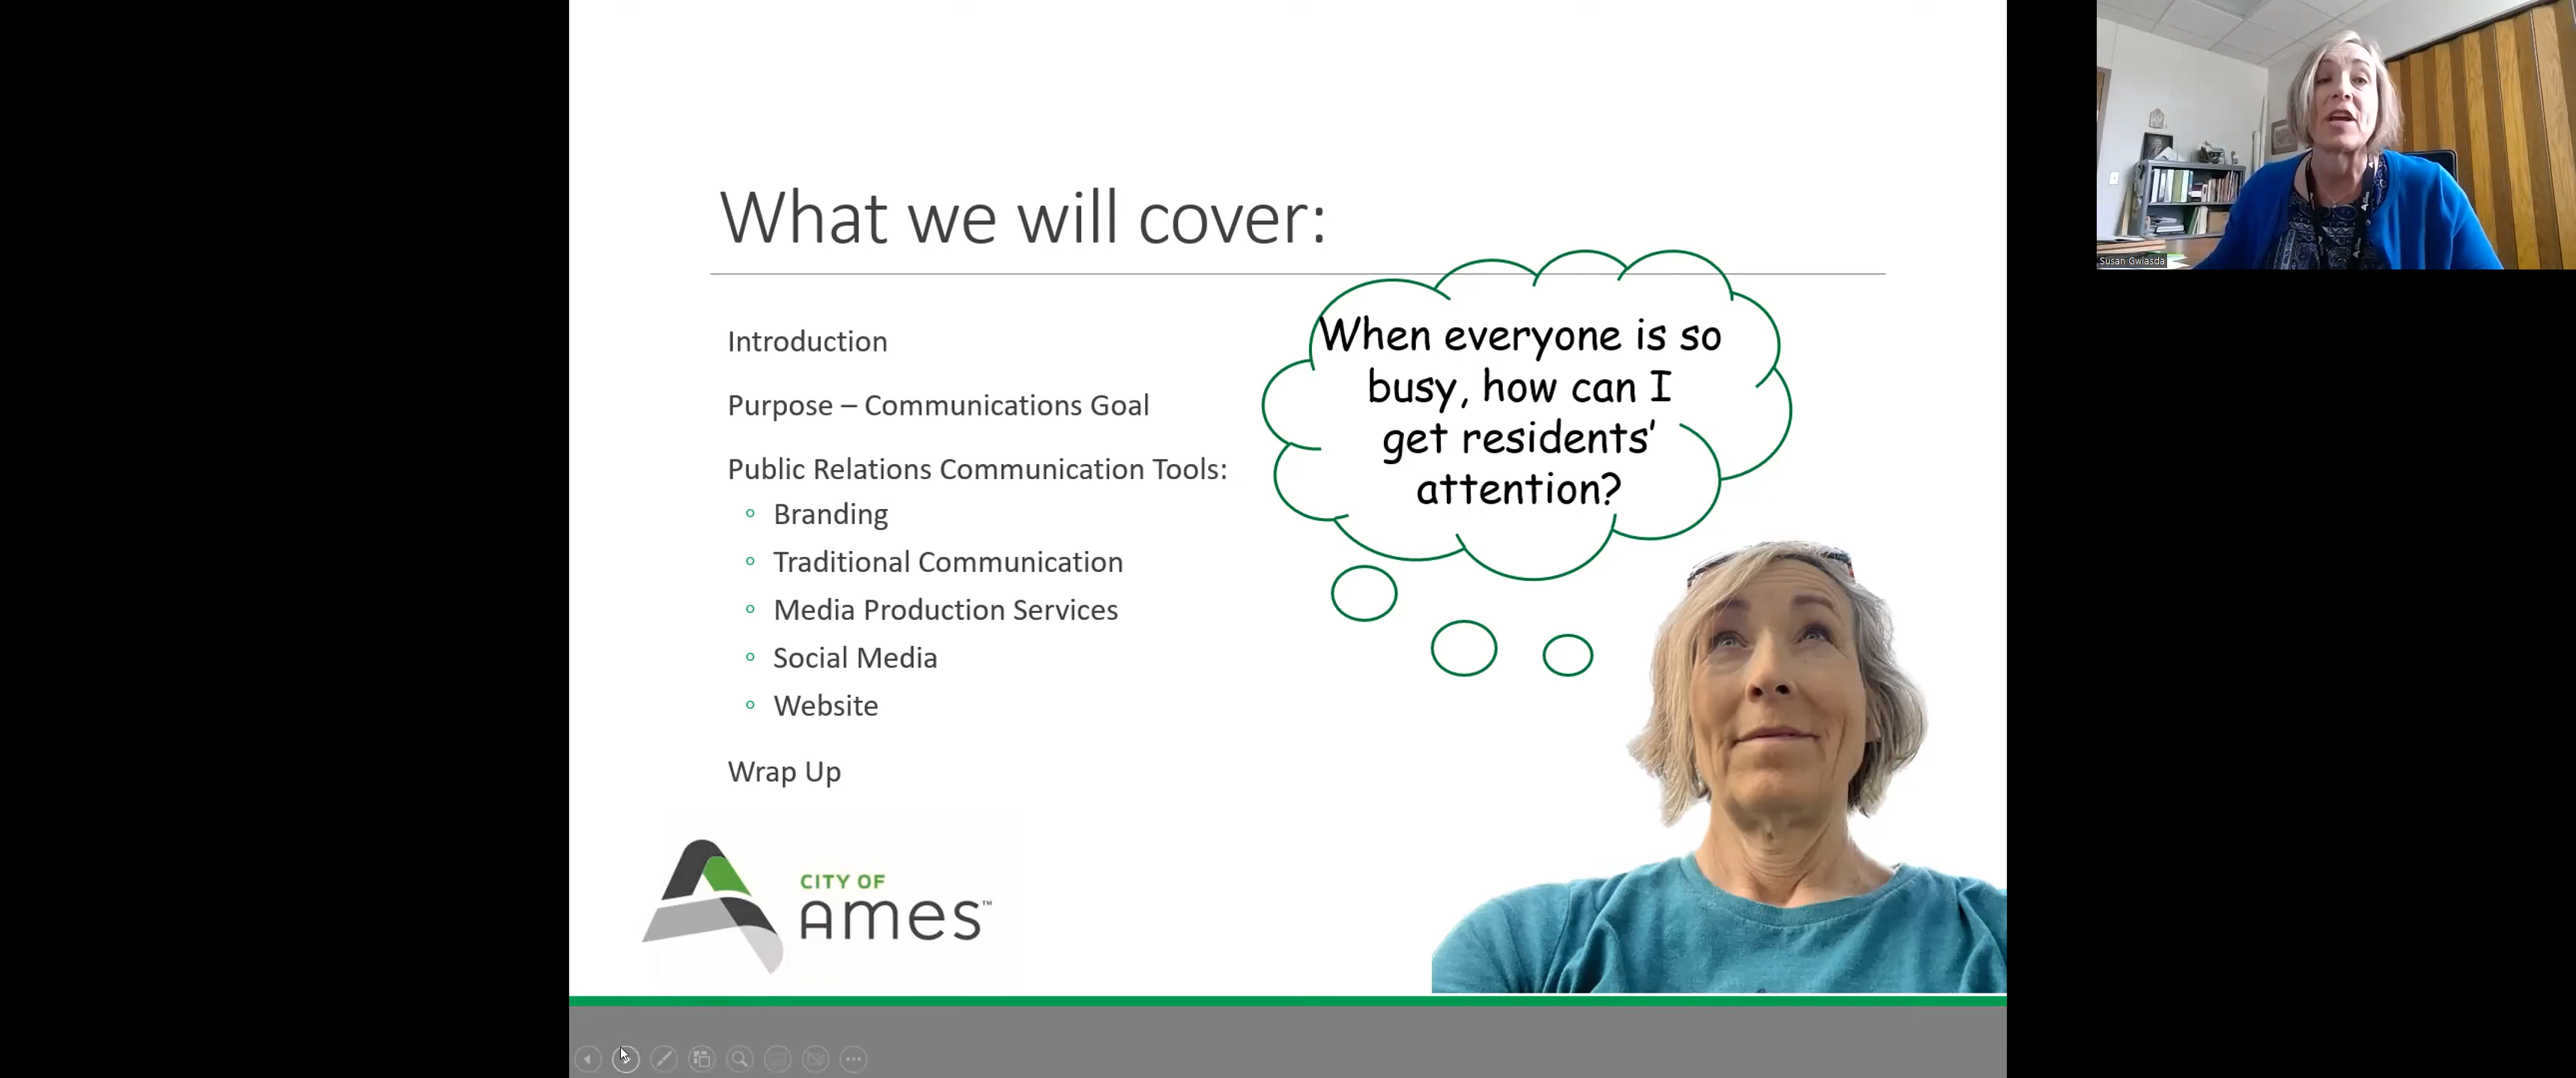 What we will cover:
Introduction
Purpose – Communications Goal
Public Relations Communication Tools:
Branding
Traditional Communication
Media Production Services
Social Media
Website
Wrap Up
When everyone is so
busy, how can I
get residents’
attention?
CITY OF
AMES™
Susan Gwiasda